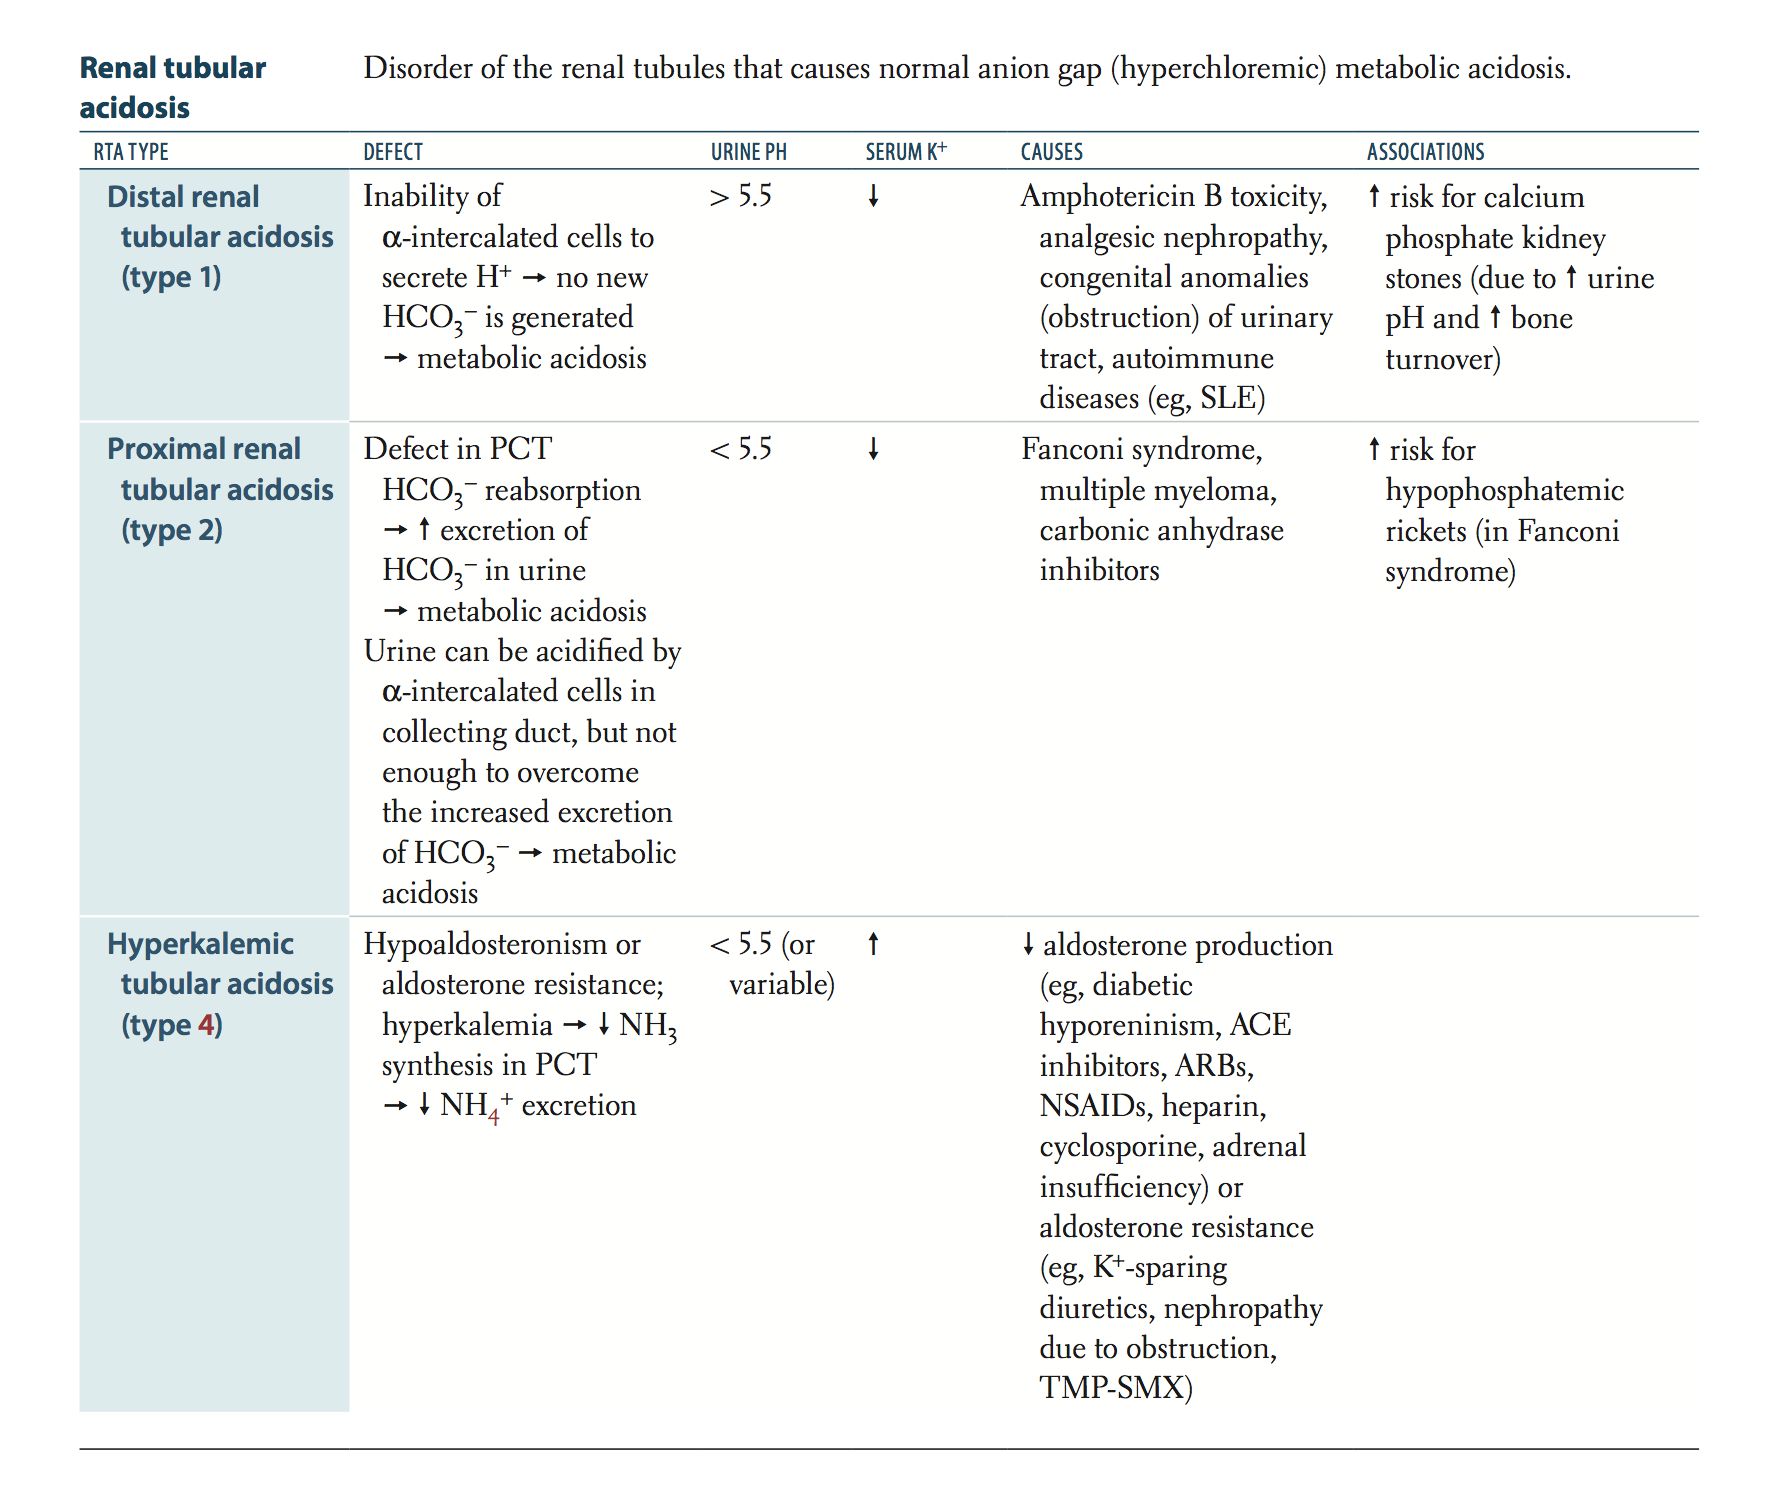 Renal tubular
acidosis
Disorder of the renal tubules that causes normal anion gap (hyperchloremic) metabolic acidosis.
RTA TYPE DEFECT URINE PH SERUM K⁺ CAUSES ASSOCIATIONS
Distal renal
tubular acidosis
(type 1)
Inability of
α-intercalated cells to
secrete H⁺ → no new
HCO₃⁻ is generated
→ metabolic acidosis
> 5.5
↓
Amphotericin B toxicity,
analgesic nephropathy,
congenital anomalies
(obstruction) of urinary
tract, autoimmune
diseases (eg, SLE)
↑ risk for calcium
phosphate kidney
stones (due to ↑ urine
pH and ↑ bone
turnover)
Proximal renal
tubular acidosis
(type 2)
Defect in PCT
HCO₃⁻ reabsorption
→ ↑ excretion of
HCO₃⁻ in urine
→ metabolic acidosis
Urine can be acidified by
α-intercalated cells in
collecting duct, but not
enough to overcome
the increased excretion
of HCO₃⁻ → metabolic
acidosis
< 5.5
↓
Fanconi syndrome,
multiple myeloma,
carbonic anhydrase
inhibitors
↑ risk for
hypophosphatemic
rickets (in Fanconi
syndrome)
Hyperkalemic
tubular acidosis
(type 4)
Hypoaldosteronism or
aldosterone resistance;
hyperkalemia → ↓ NH₃
synthesis in PCT
→ ↓ NH₄⁺ excretion
< 5.5 (or
variable)
↑
↓ aldosterone production
(eg, diabetic
hyporeninism, ACE
inhibitors, ARBs,
NSAIDs, heparin,
cyclosporine, adrenal
insufficiency) or
aldosterone resistance
(eg, K⁺-sparing
diuretics, nephropathy
due to obstruction,
TMP-SMX)